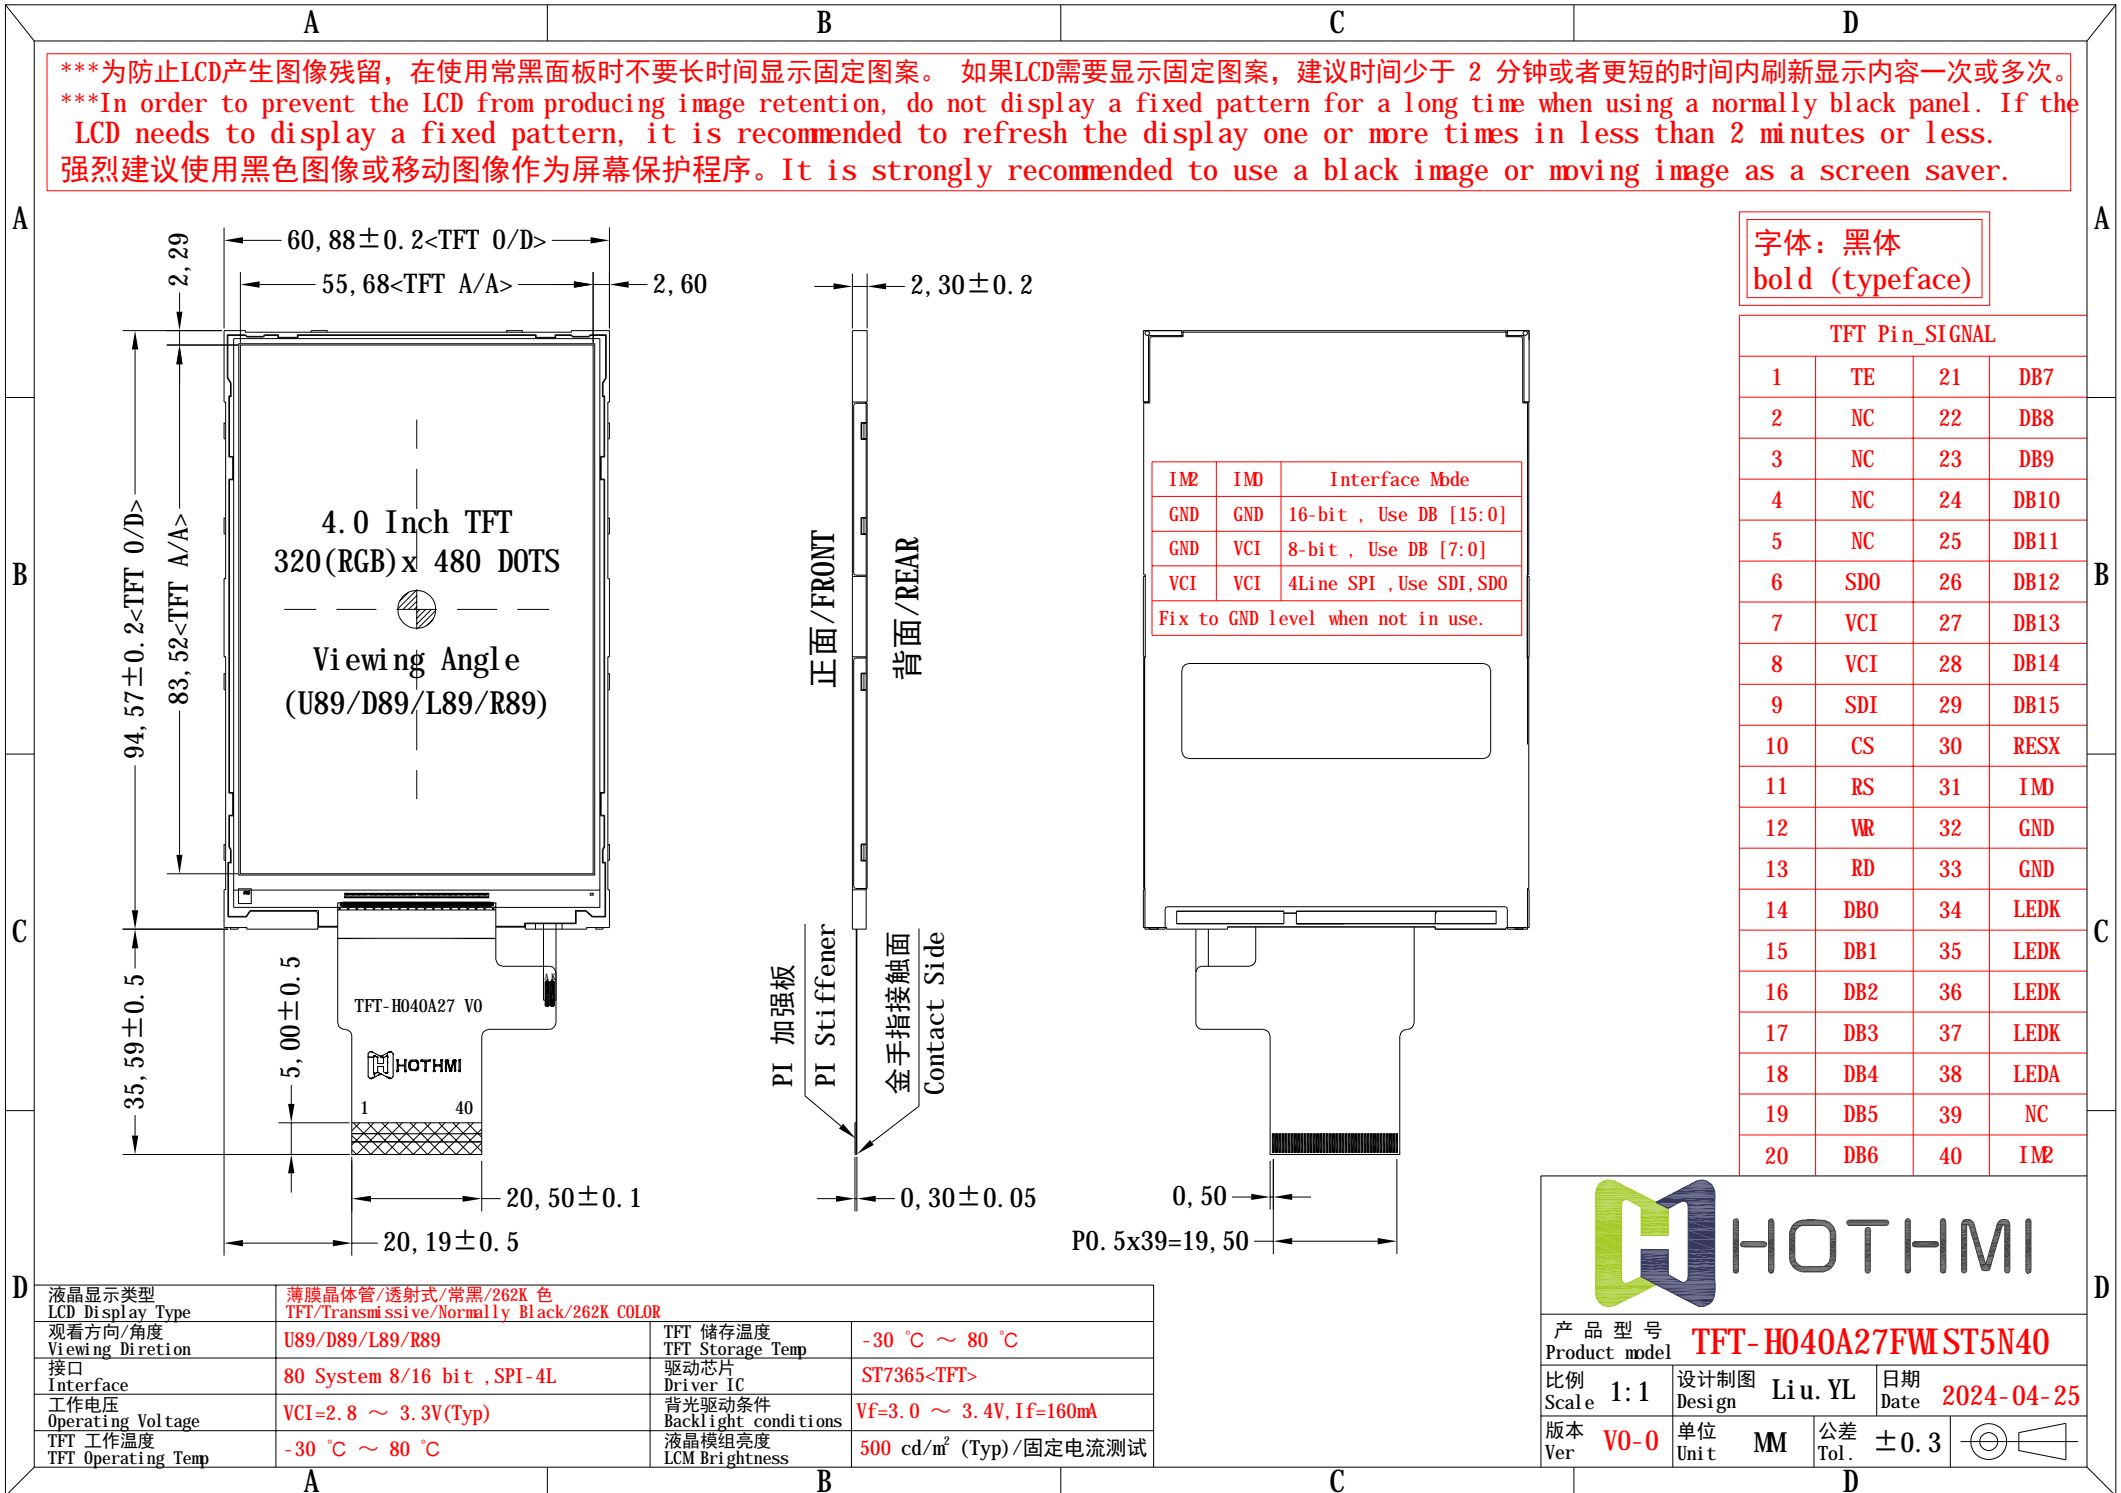 A B C D
***为防止LCD产生图像残留，在使用常黑面板时不要长时间显示固定图案。 如果LCD需要显示固定图案，建议时间少于 2 分钟或者更短的时间内刷新显示内容一次或多次。
***In order to prevent the LCD from producing image retention, do not display a fixed pattern for a long time when using a normally black panel. If the
LCD needs to display a fixed pattern, it is recommended to refresh the display one or more times in less than 2 minutes or less.
强烈建议使用黑色图像或移动图像作为屏幕保护程序。It is strongly recommended to use a black image or moving image as a screen saver.
A
B
C
D
60,88±0.2<TFT O/D>
55,68<TFT A/A>
2,60
2,29
94,57±0.2<TFT O/D>
83,52<TFT A/A>
4.0 Inch TFT
320(RGB)x 480 DOTS
Viewing Angle
(U89/D89/L89/R89)
35,59±0.5
5,00±0.5
TFT-H040A27 V0
HOTHMI
1 40
20,50±0.1
20,19±0.5
2,30±0.2
正面/FRONT
背面/REAR
PI 加强板
PI Stiffener
金手指接触面
Contact Side
0,30±0.05
IM2 IM0 Interface Mode
GND GND 16-bit , Use DB [15:0]
GND VCI 8-bit , Use DB [7:0]
VCI VCI 4Line SPI ,Use SDI,SDO
Fix to GND level when not in use.
0,50
P0.5x39=19,50
字体：黑体
bold (typeface)
TFT Pin_SIGNAL
1 TE 21 DB7
2 NC 22 DB8
3 NC 23 DB9
4 NC 24 DB10
5 NC 25 DB11
6 SDO 26 DB12
7 VCI 27 DB13
8 VCI 28 DB14
9 SDI 29 DB15
10 CS 30 RESX
11 RS 31 IM0
12 WR 32 GND
13 RD 33 GND
14 DB0 34 LEDK
15 DB1 35 LEDK
16 DB2 36 LEDK
17 DB3 37 LEDK
18 DB4 38 LEDA
19 DB5 39 NC
20 DB6 40 IM2
A
B
C
D
液晶显示类型
LCD Display Type
薄膜晶体管/透射式/常黑/262K 色
TFT/Transmissive/Normally Black/262K COLOR
观看方向/角度
Viewing Diretion
U89/D89/L89/R89
TFT 储存温度
TFT Storage Temp
-30 ℃ ～ 80 ℃
接口
Interface
80 System 8/16 bit ,SPI-4L
驱动芯片
Driver IC
ST7365<TFT>
工作电压
Operating Voltage
VCI=2.8 ～ 3.3V(Typ)
背光驱动条件
Backlight conditions
Vf=3.0 ～ 3.4V,If=160mA
TFT 工作温度
TFT Operating Temp
-30 ℃ ～ 80 ℃
液晶模组亮度
LCM Brightness
500 cd/m² (Typ)/固定电流测试
HOTHMI
产 品 型 号
Product model
TFT-H040A27FWIST5N40
比例
Scale
1:1
设计制图
Design
Liu.YL
日期
Date
2024-04-25
版本
Ver
V0-0
单位
Unit
MM
公差
Tol.
±0.3
A B C D